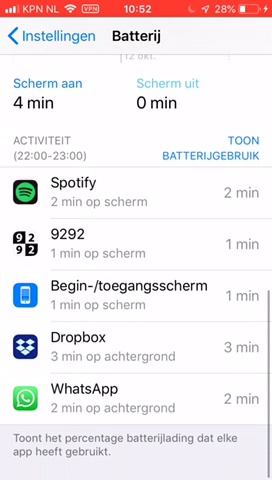 KPN NL VPN 10:52 28%
Instellingen Batterij
12 okt.
Scherm aan Scherm uit
4 min 0 min
ACTIVITEIT TOON
(22:00-23:00) BATTERIJGEBRUIK
Spotify
2 min op scherm 2 min
9292
9292
1 min op scherm 1 min
Begin-/toegangsscherm
1 min op scherm 1 min
Dropbox
3 min op achtergrond 3 min
WhatsApp
2 min op achtergrond 2 min
Toont het percentage batterijlading dat elke
app heeft gebruikt.